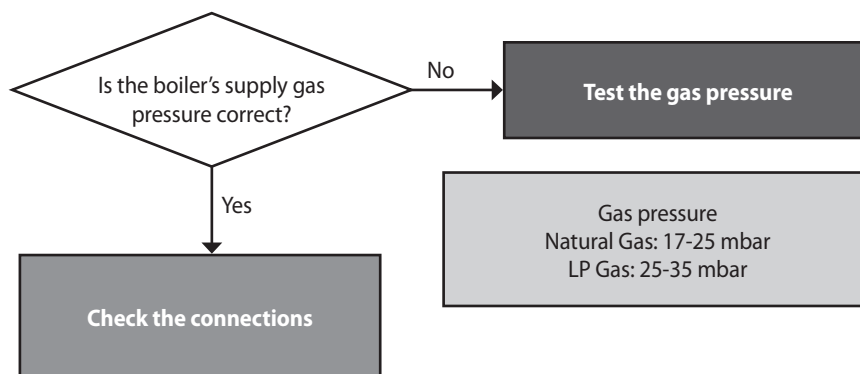 Is the boiler’s supply gas
pressure correct?
No
Test the gas pressure
Yes
Gas pressure
Natural Gas: 17-25 mbar
LP Gas: 25-35 mbar
Check the connections